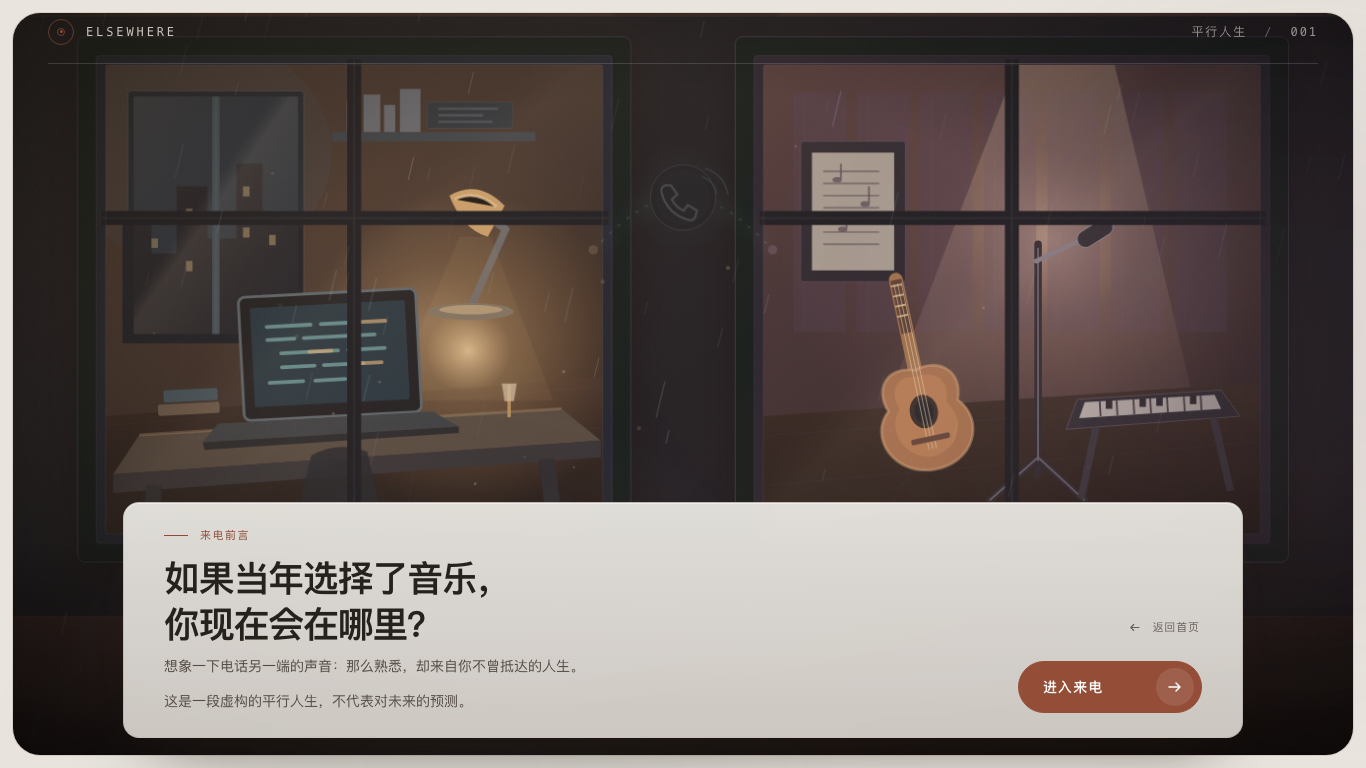 ELSEWHERE
平行人生 / 001
来电前言
如果当年选择了音乐，
你现在会在哪里？
想象一下电话另一端的声音：那么熟悉，却来自你不曾抵达的人生。
这是一段虚构的平行人生，不代表对未来的预测。
← 返回首页
进入来电 →